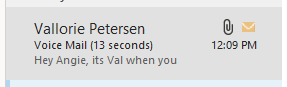 Vallorie Petersen
Voice Mail (13 seconds) 12:09 PM
Hey Angie, its Val when you